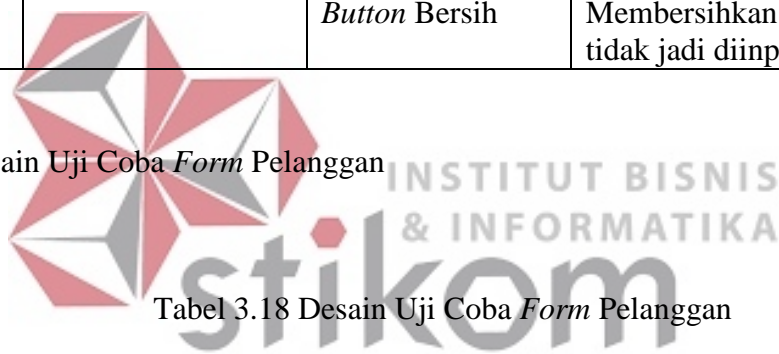 Button Bersih
Membersihkan
tidak jadi diinp
ain Uji Coba Form Pelanggan
INSTITUT BISNIS
& INFORMATIKA
stikom
Tabel 3.18 Desain Uji Coba Form Pelanggan